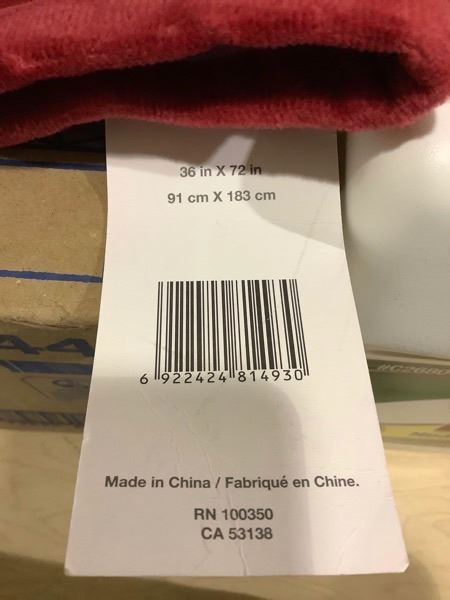 36 in X 72 in
91 cm X 183 cm
6 922424 814930
Made in China / Fabriqué en Chine.
RN 100350
CA 53138